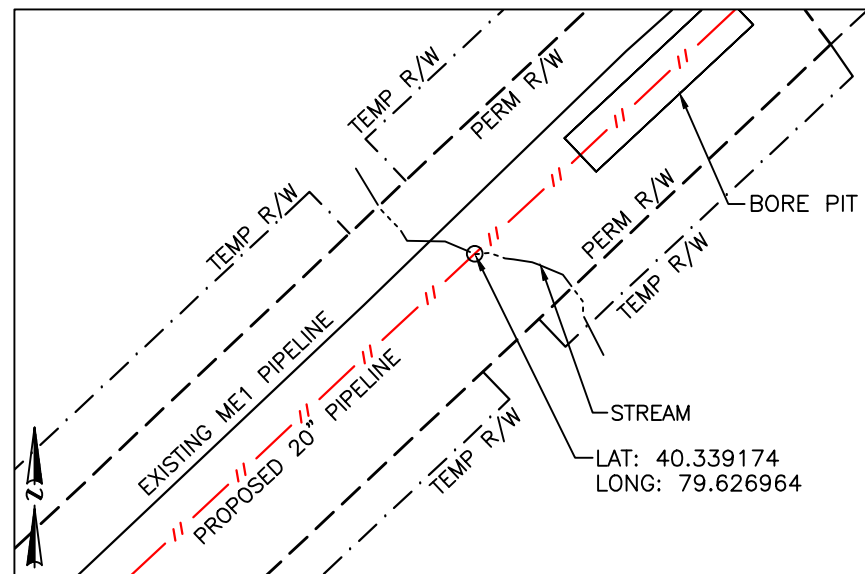 TEMP R/W
PERM R/W
BORE PIT
TEMP R/W
PERM R/W
TEMP R/W
EXISTING ME1 PIPELINE
PROPOSED 20" PIPELINE
STREAM
TEMP R/W
LAT: 40.339174
LONG: 79.626964
N